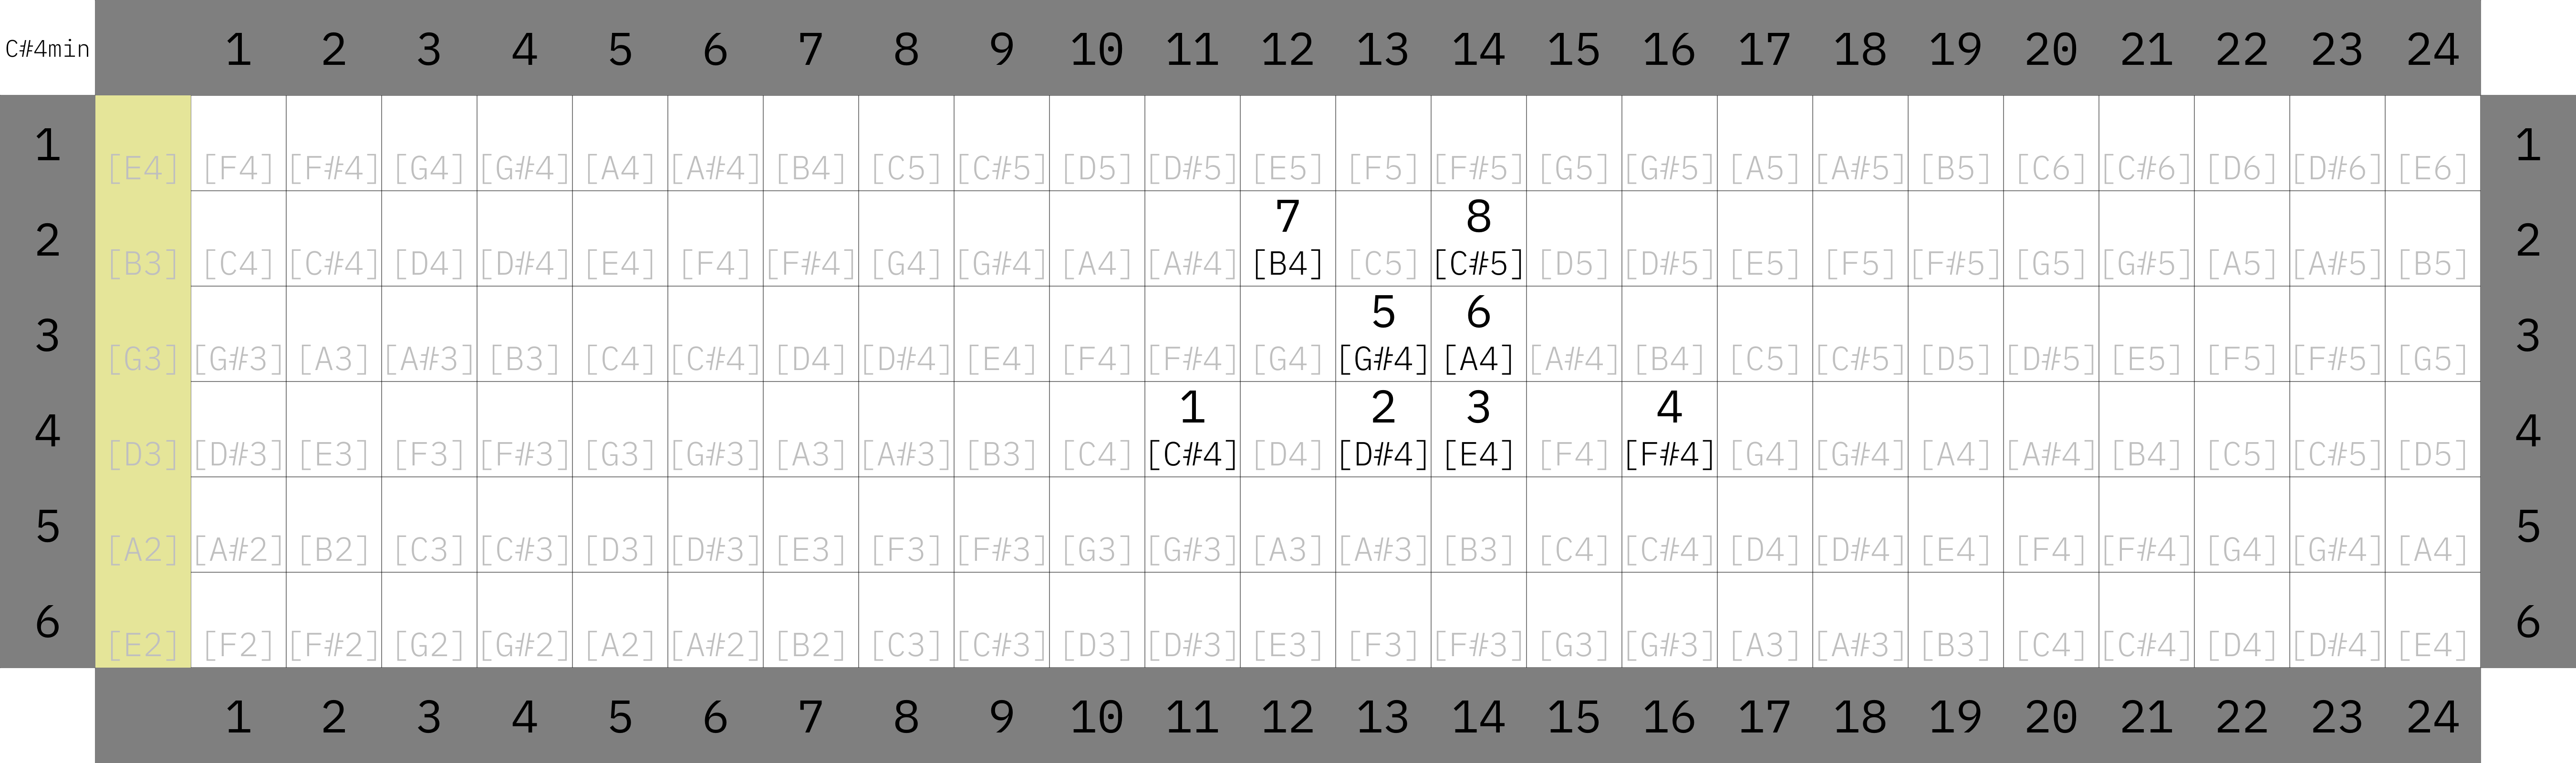 C#4min 1 2 3 4 5 6 7 8 9 10 11 12 13 14 15 16 17 18 19 20 21 22 23 24
1 [E4] [F4] [F#4] [G4] [G#4] [A4] [A#4] [B4] [C5] [C#5] [D5] [D#5] [E5] [F5] [F#5] [G5] [G#5] [A5] [A#5] [B5] [C6] [C#6] [D6] [D#6] [E6] 1
7 8
2 [B3] [C4] [C#4] [D4] [D#4] [E4] [F4] [F#4] [G4] [G#4] [A4] [A#4] [B4] [C5] [C#5] [D5] [D#5] [E5] [F5] [F#5] [G5] [G#5] [A5] [A#5] [B5] 2
5 6
3 [G3] [G#3] [A3] [A#3] [B3] [C4] [C#4] [D4] [D#4] [E4] [F4] [F#4] [G4] [G#4] [A4] [A#4] [B4] [C5] [C#5] [D5] [D#5] [E5] [F5] [F#5] [G5] 3
1 2 3 4
4 [D3] [D#3] [E3] [F3] [F#3] [G3] [G#3] [A3] [A#3] [B3] [C4] [C#4] [D4] [D#4] [E4] [F4] [F#4] [G4] [G#4] [A4] [A#4] [B4] [C5] [C#5] [D5] 4
5 [A2] [A#2] [B2] [C3] [C#3] [D3] [D#3] [E3] [F3] [F#3] [G3] [G#3] [A3] [A#3] [B3] [C4] [C#4] [D4] [D#4] [E4] [F4] [F#4] [G4] [G#4] [A4] 5
6 [E2] [F2] [F#2] [G2] [G#2] [A2] [A#2] [B2] [C3] [C#3] [D3] [D#3] [E3] [F3] [F#3] [G3] [G#3] [A3] [A#3] [B3] [C4] [C#4] [D4] [D#4] [E4] 6
1 2 3 4 5 6 7 8 9 10 11 12 13 14 15 16 17 18 19 20 21 22 23 24